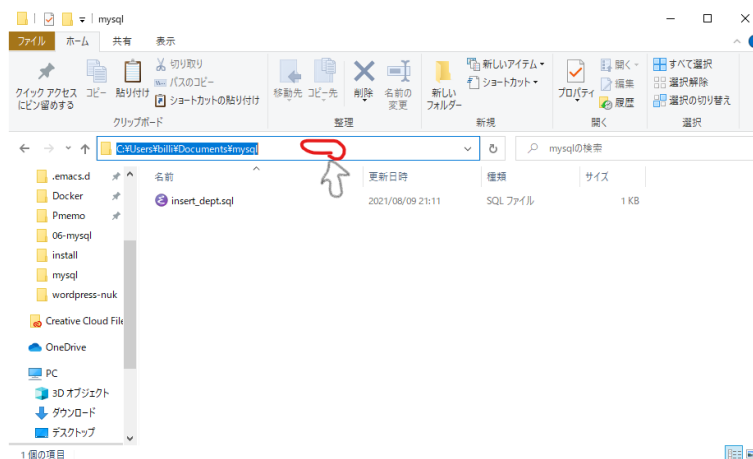 mysql
ファイル ホーム 共有 表示
クイック アクセスにピン留めする
コピー
貼り付け
切り取り
パスのコピー
ショートカットの貼り付け
移動先
コピー先
削除
名前の変更
新しいフォルダー
新しいアイテム
ショートカット
プロパティ
開く
編集
履歴
すべて選択
選択解除
選択の切り替え
クリップボード 整理 新規 開く 選択
C:¥Users¥billi¥Documents¥mysql
mysqlの検索
名前 更新日時 種類 サイズ
insert_dept.sql 2021/08/09 21:11 SQL ファイル 1 KB
.emacs.d
Docker
Pmemo
06-mysql
install
mysql
wordpress-nuk
Creative Cloud File
OneDrive
PC
3D オブジェクト
ダウンロード
デスクトップ
1 個の項目